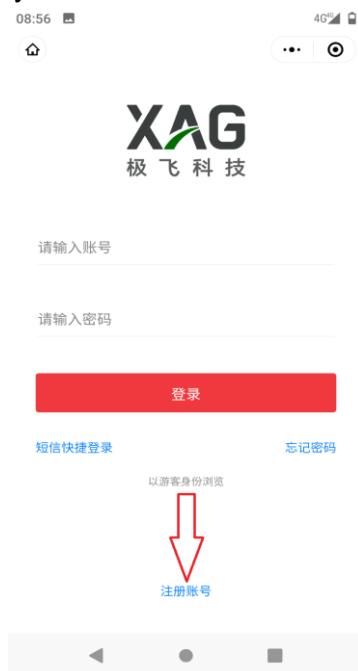 08:56
4G 4G
XAG
极飞科技
请输入账号
请输入密码
登录
短信快捷登录 忘记密码
以游客身份浏览
注册账号